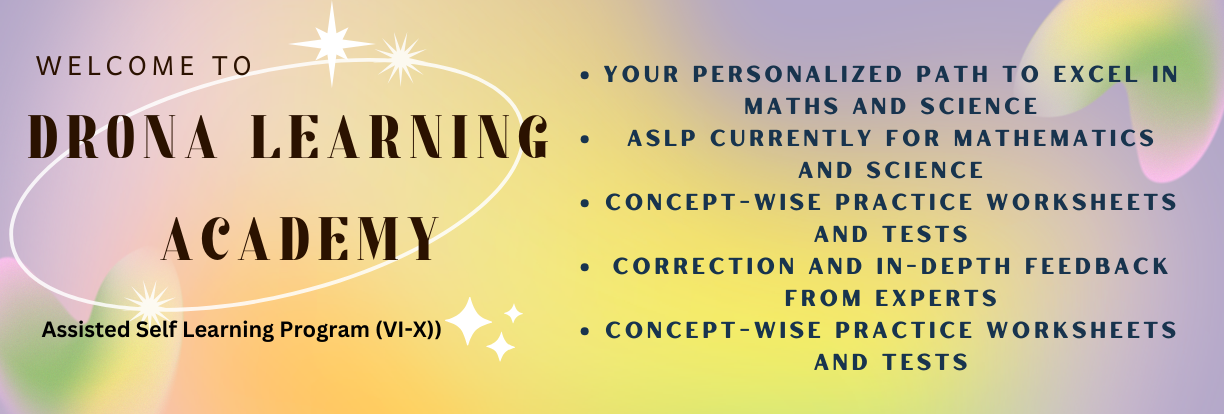 WELCOME TO
DRONA LEARNING
ACADEMY
Assisted Self Learning Program (VI-X))
• YOUR PERSONALIZED PATH TO EXCEL IN
MATHS AND SCIENCE
• ASLP CURRENTLY FOR MATHEMATICS
AND SCIENCE
• CONCEPT-WISE PRACTICE WORKSHEETS
AND TESTS
• CORRECTION AND IN-DEPTH FEEDBACK
FROM EXPERTS
• CONCEPT-WISE PRACTICE WORKSHEETS
AND TESTS